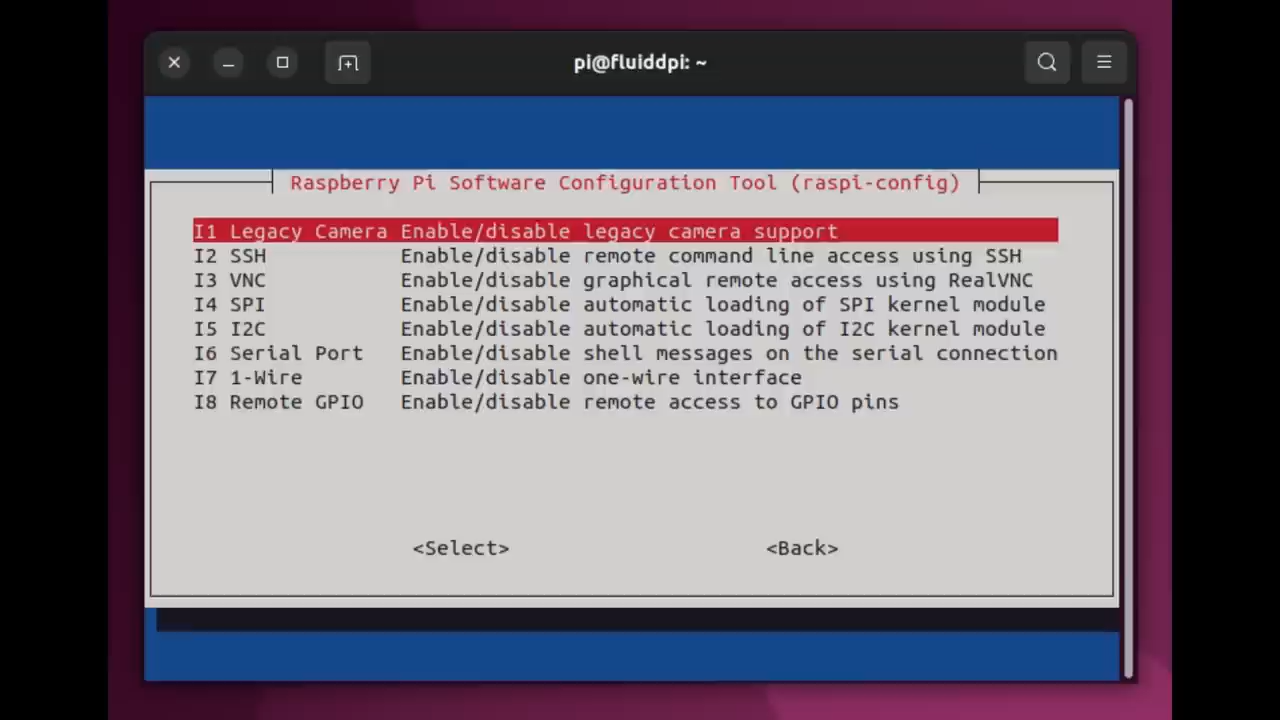 pi@fluiddpi: ~
Raspberry Pi Software Configuration Tool (raspi-config)
I1 Legacy Camera Enable/disable legacy camera support
I2 SSH Enable/disable remote command line access using SSH
I3 VNC Enable/disable graphical remote access using RealVNC
I4 SPI Enable/disable automatic loading of SPI kernel module
I5 I2C Enable/disable automatic loading of I2C kernel module
I6 Serial Port Enable/disable shell messages on the serial connection
I7 1-Wire Enable/disable one-wire interface
I8 Remote GPIO Enable/disable remote access to GPIO pins
<Select> <Back>